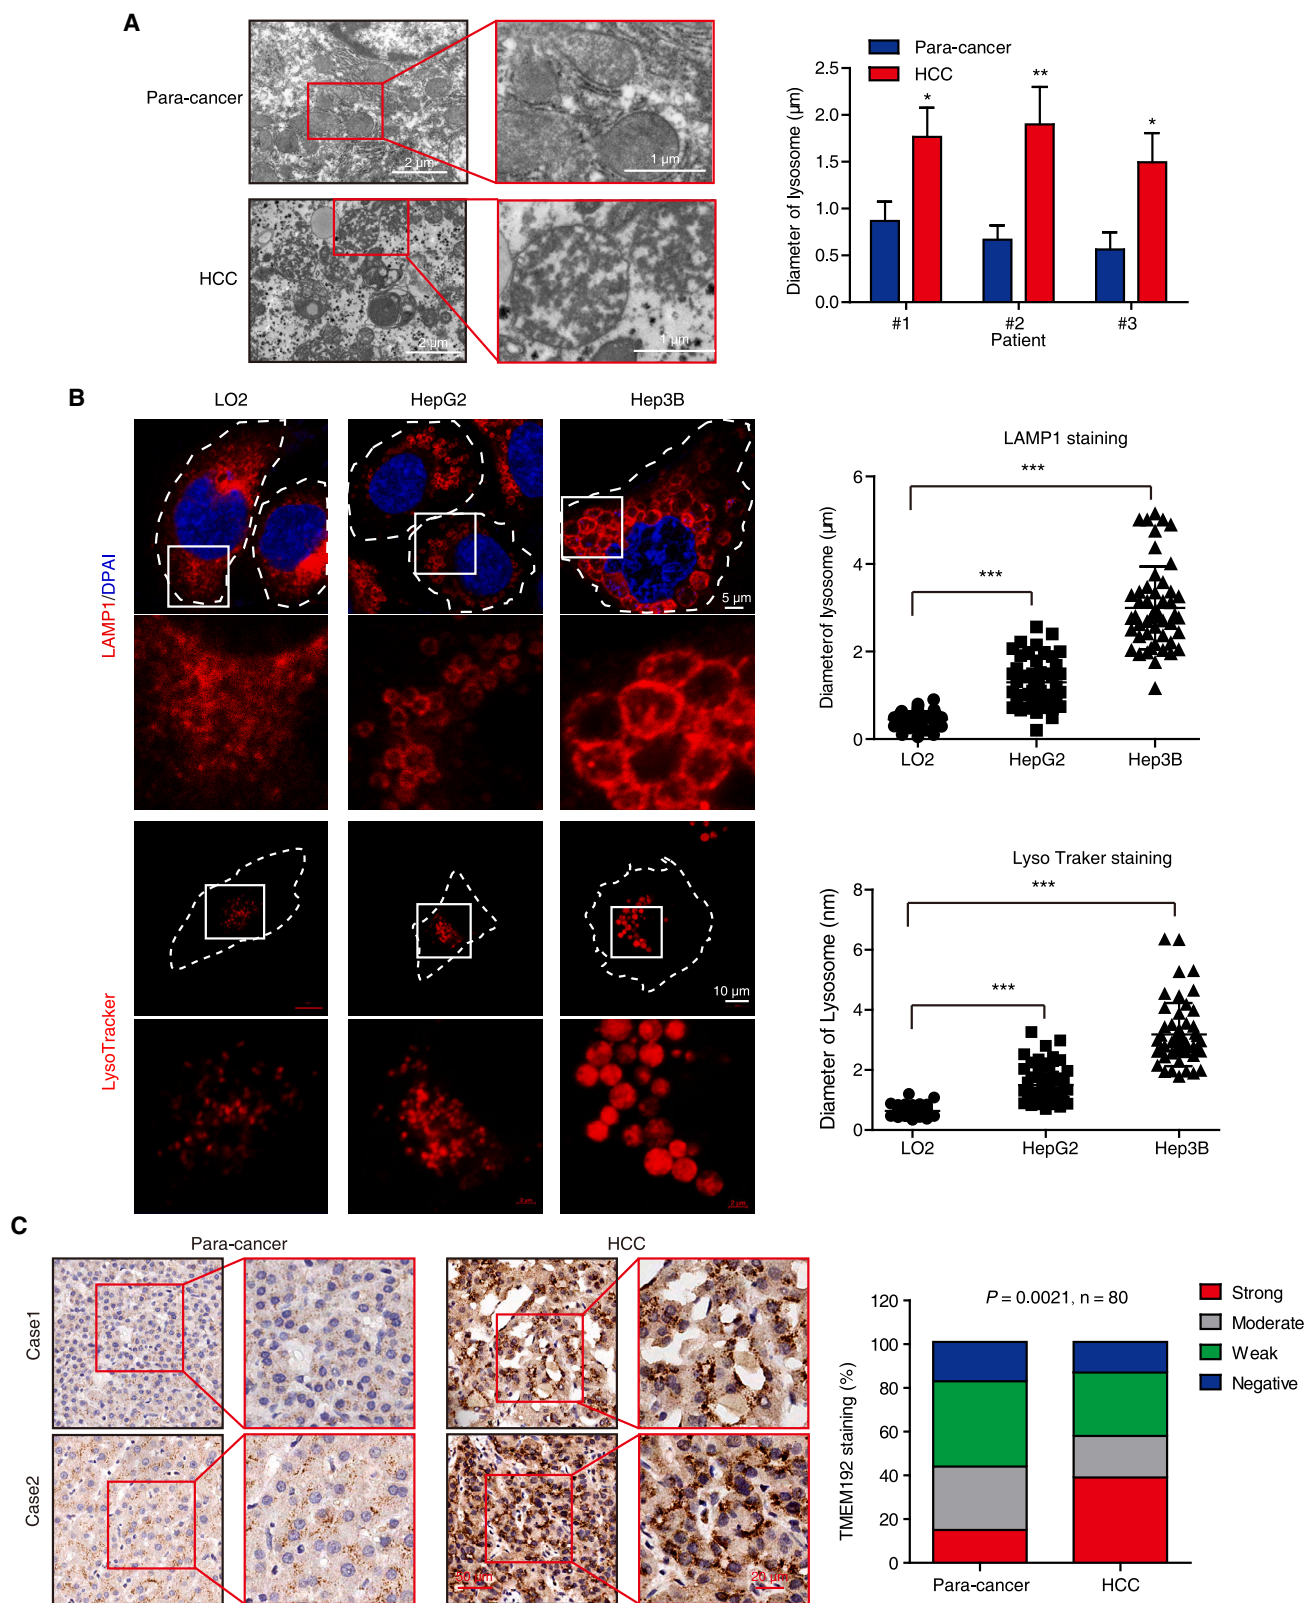 A
Para-cancer
2 µm
1 µm
HCC
2 µm
1 µm
Para-cancer
HCC
Diameter of lysosome (µm)
2.5
2.0
1.5
1.0
0.5
0.0
*
**
*
#1
#2
#3
Patient
B
LO2
HepG2
Hep3B
LAMP1/DPAI
5 µm
LysoTracker
10 µm
LAMP1 staining
Diameterof lysosome (µm)
6
4
2
0
***
***
LO2
HepG2
Hep3B
Lyso Traker staining
Diameter of Lysosome (nm)
8
6
4
2
0
***
***
LO2
HepG2
Hep3B
C
Para-cancer
HCC
Case1
Case2
50 µm
20 µm
P = 0.0021, n = 80
TMEM192 staining (%)
120
100
80
60
40
20
0
Para-cancer
HCC
Strong
Moderate
Weak
Negative